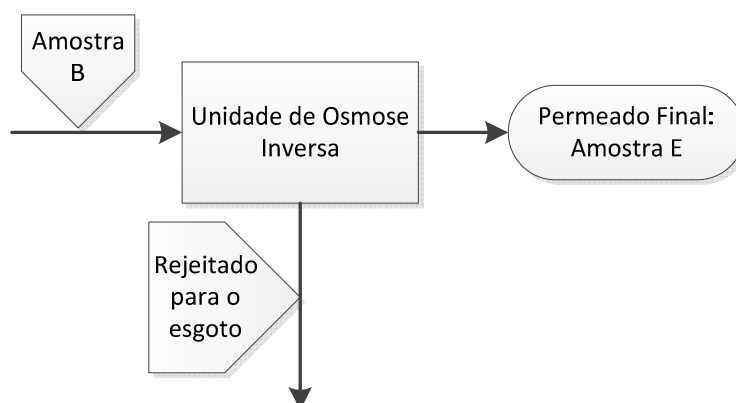 Amostra
B
Unidade de Osmose
Inversa
Permeado Final:
Amostra E
Rejeitado
para o
esgoto